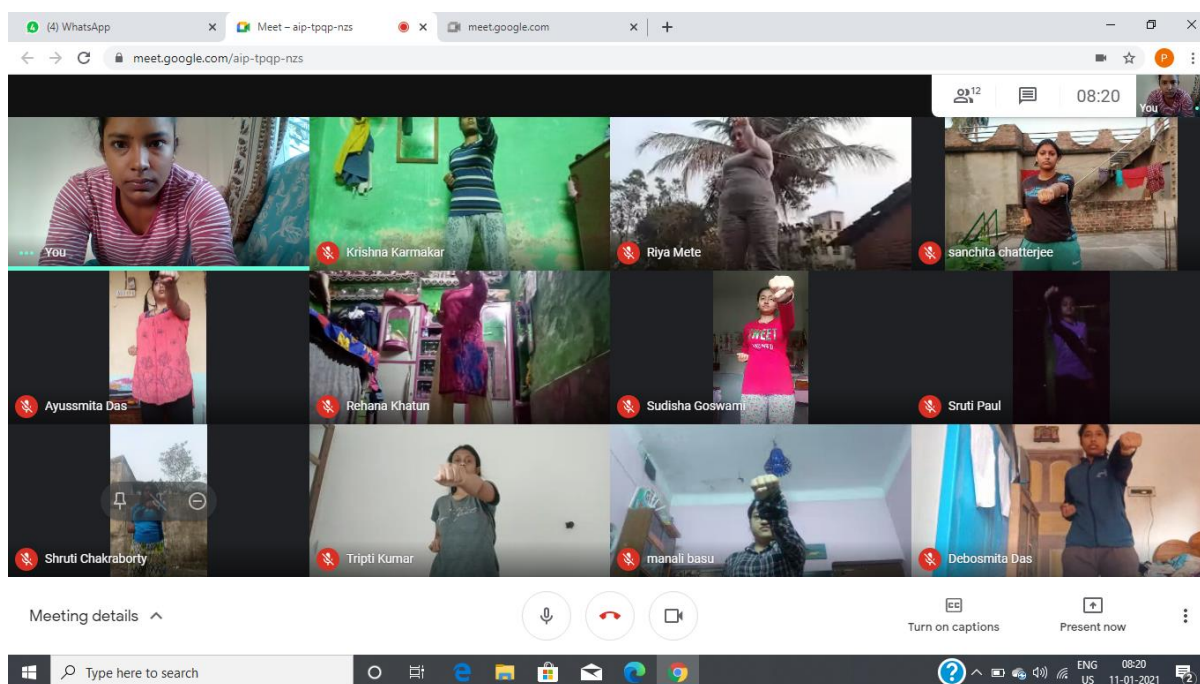 (4) WhatsApp
Meet – aip-tpqp-nzs
meet.google.com
meet.google.com/aip-tpqp-nzs
P
12
08:20
You
You
Krishna Karmakar
Riya Mete
sanchita chatterjee
Ayussmita Das
Rehana Khatun
Sudisha Goswami
Sruti Paul
Shruti Chakraborty
Tripti Kumar
manali basu
Debosmita Das
Meeting details
CC
Turn on captions
Present now
Type here to search
ENG
US
08:20
11-01-2021
2